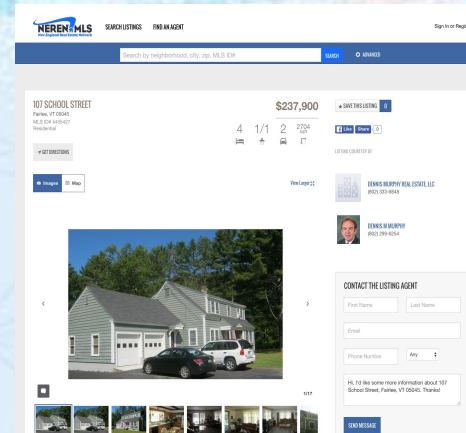 NEREN MLS
New England Real Estate Network
SEARCH LISTINGS FIND AN AGENT
Sign In or Regi
Search by neighborhood, city, zip, MLS ID#
SEARCH
ADVANCED
107 SCHOOL STREET
Fairlee, VT 05045
MLS ID#
Residential
$237,900
4 1/1 2 2704
sqft
GET DIRECTIONS
SAVE THIS LISTING 6
Like Share 0
LISTING COURTESY OF:
Images Map
View Larger
DENNIS MURPHY REAL ESTATE, LLC
(802) 333-9849
DENNIS M MURPHY
(802) 299-6254
1/17
CONTACT THE LISTING AGENT
First Name Last Name
Email
Phone Number Any
Hi, I'd like some more information about 107
School Street, Fairlee, VT 05045. Thanks!
SEND MESSAGE